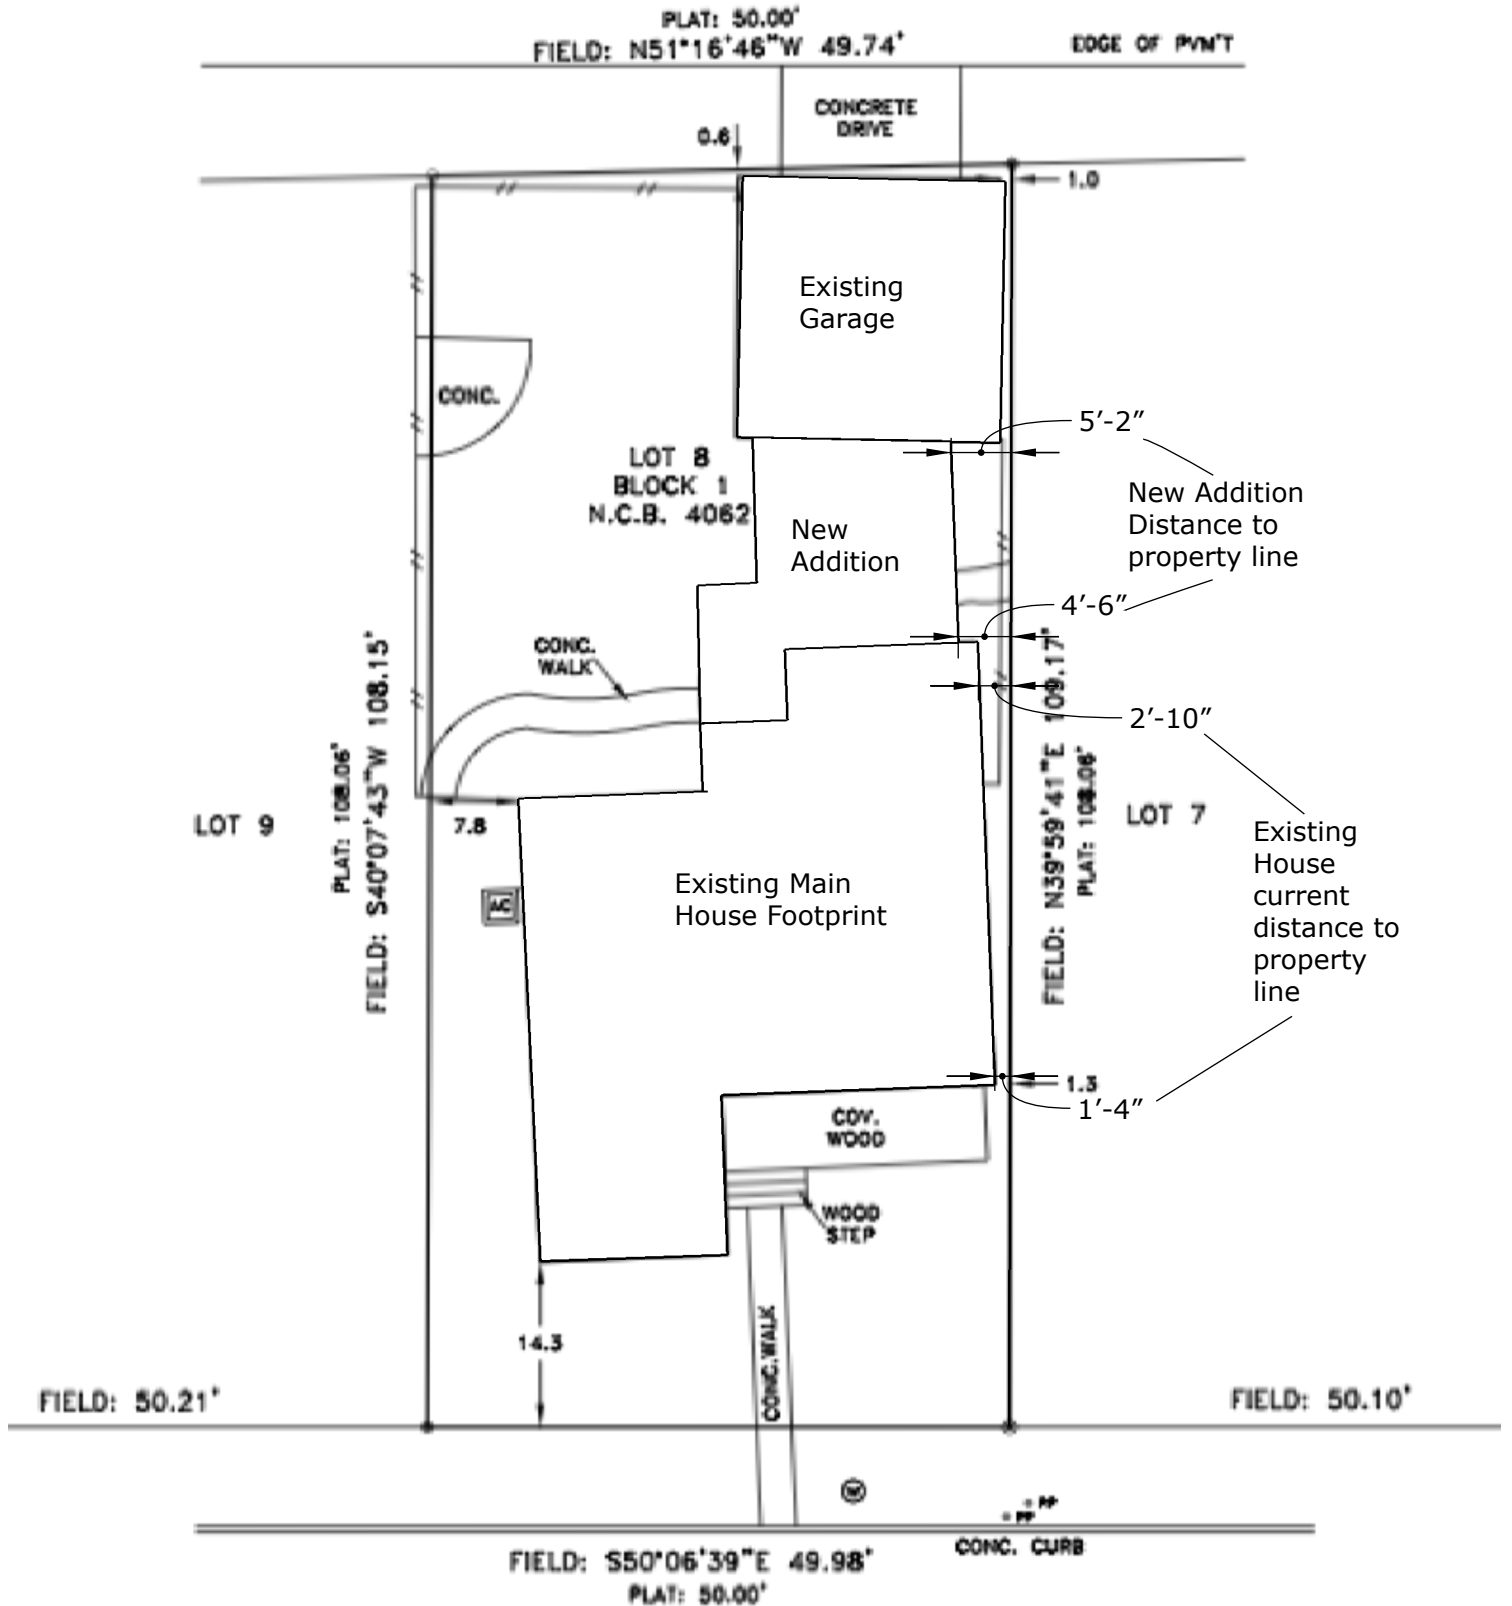 PLAT: 50.00'
FIELD: N51°16'46"W 49.74'
EDGE OF PVM'T
CONCRETE
DRIVE
0.6
1.0
Existing
Garage
CONC.
5'-2"
LOT 8
BLOCK 1
N.C.B. 4062
New Addition
Distance to
property line
New
Addition
4'-6"
CONC.
WALK
2'-10"
FIELD: S40°07'43"W 108.15'
PLAT: 108.06'
FIELD: N39°59'41"E 109.17'
PLAT: 108.06'
LOT 9
7.8
LOT 7
Existing
House
current
distance to
property
line
Existing Main
House Footprint
AC
1.3
1'-4"
COV.
WOOD
WOOD
STEP
14.3
CONC.WALK
FIELD: 50.21'
FIELD: 50.10'
W
PP
PP
CONC. CURB
FIELD: S50°06'39"E 49.98'
PLAT: 50.00'